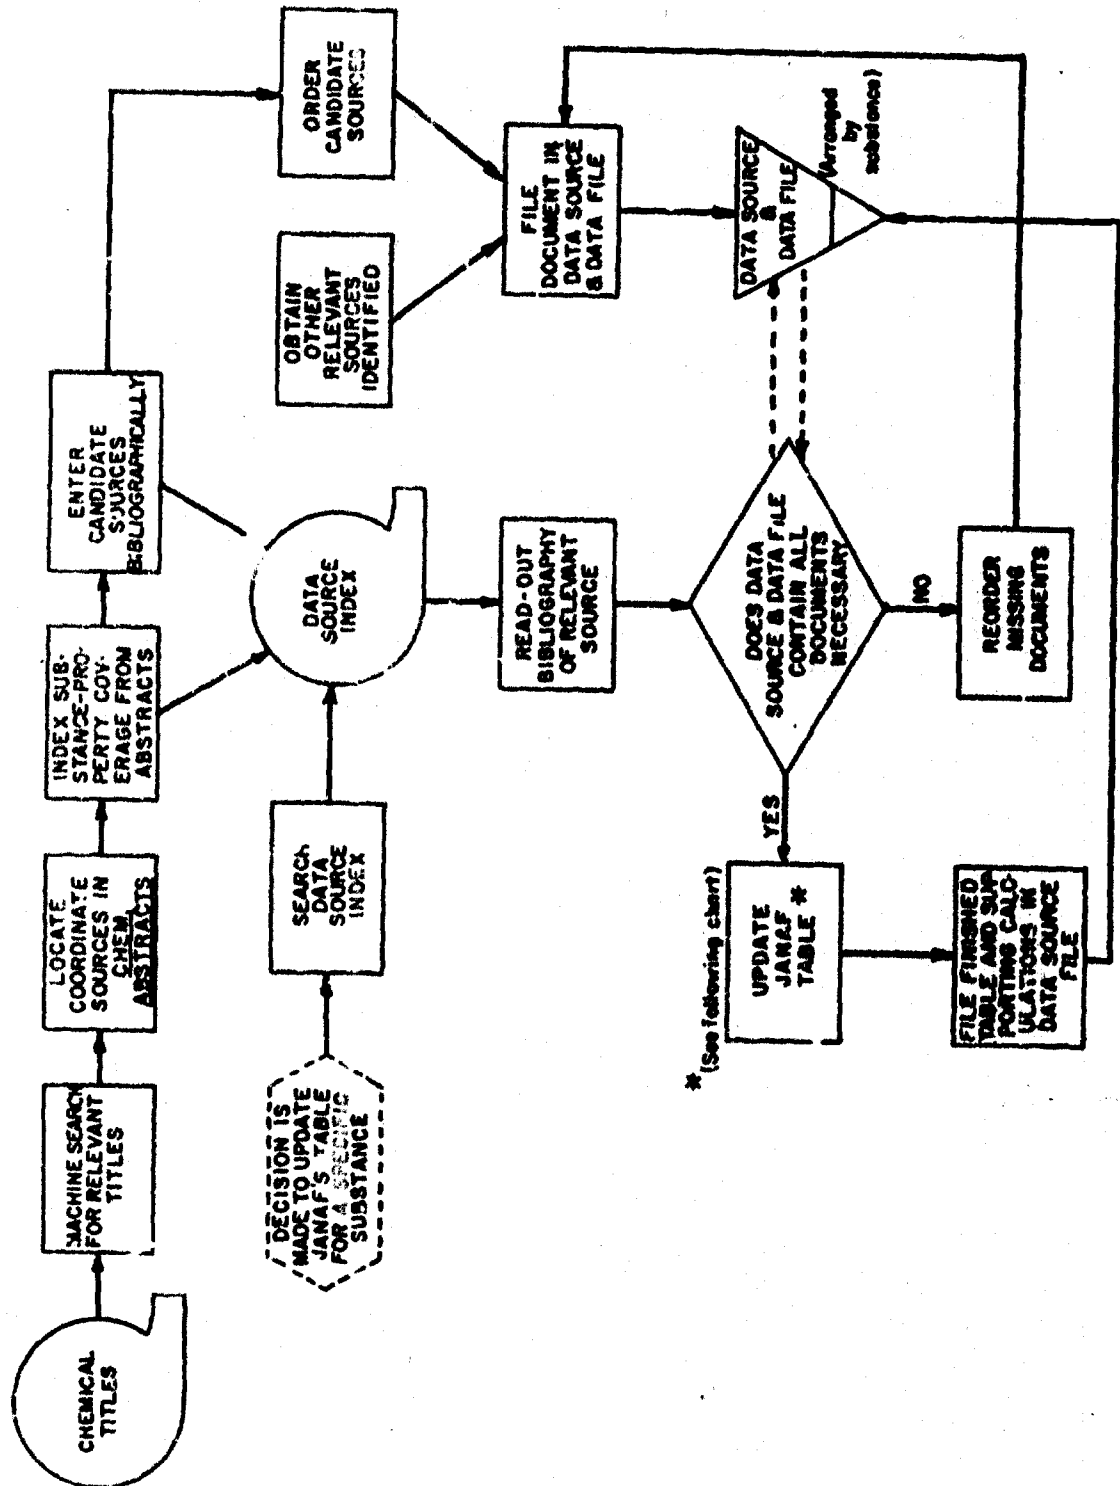 CHEMICAL
TITLES
MACHINE SEARCH
FOR RELEVANT
TITLES
LOCATE
COORDINATE
SOURCES IN
CHEM.
ABSTRACTS
INDEX SUB-
STANCE-PRO-
PERTY COV-
ERAGE FROM
ABSTRACTS
ENTER
CANDIDATE
SOURCES
BIBLIOGRAPHICALLY
ORDER
CANDIDATE
SOURCES
DECISION IS
MADE TO UPDATE
JANAF'S TABLE
FOR A SPECIFIC
SUBSTANCE
SEARCH
DATA
SOURCE
INDEX
DATA
SOURCE
INDEX
OBTAIN
OTHER
RELEVANT
SOURCES
IDENTIFIED
READ-OUT
BIBLIOGRAPHY
OF RELEVANT
SOURCE
FILE
DOCUMENT IN
DATA SOURCE
& DATA FILE
* (See following chart)
UPDATE
JANAF
TABLE *
YES
DOES DATA
SOURCE & DATA FILE
CONTAIN ALL
DOCUMENTS
NECESSARY
DATA SOURCE
&
DATA FILE
(Arranged
by
substance)
NO
FILE FINISHED
TABLE AND SUP-
PORTING CALC-
ULATIONS IN
DATA SOURCE
FILE
REORDER
MISSING
DOCUMENTS